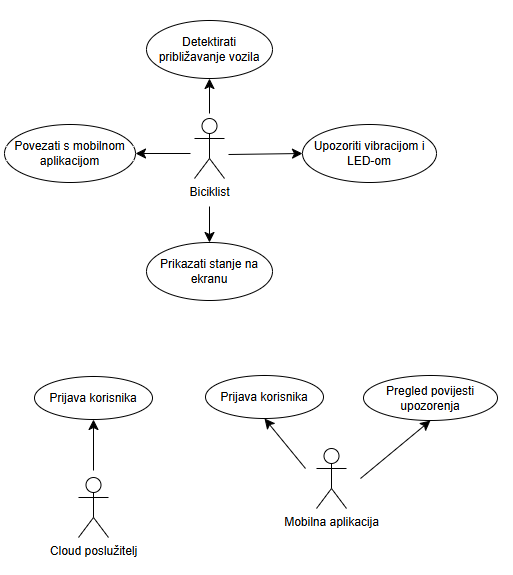 Detektirati
približavanje vozila
Povezati s mobilnom
aplikacijom
Upozoriti vibracijom i
LED-om
Biciklist
Prikazati stanje na
ekranu
Prijava korisnika
Prijava korisnika
Pregled povijesti
upozorenja
Mobilna aplikacija
Cloud poslužitelj